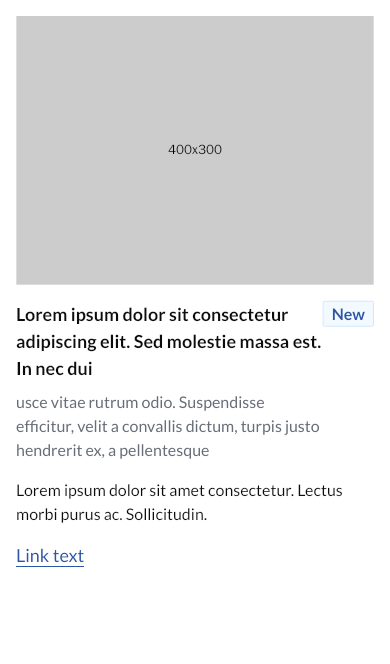 400x300
Lorem ipsum dolor sit consectetur
New
adipiscing elit. Sed molestie massa est.
In nec dui
usce vitae rutrum odio. Suspendisse
efficitur, velit a convallis dictum, turpis justo
hendrerit ex, a pellentesque
Lorem ipsum dolor sit amet consectetur. Lectus
morbi purus ac. Sollicitudin.
Link text